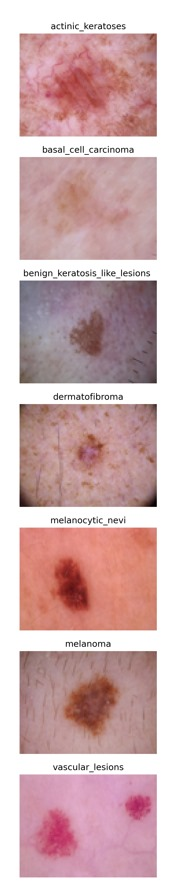 actinic_keratoses
basal_cell_carcinoma
benign_keratosis_like_lesions
dermatofibroma
melanocytic_nevi
melanoma
vascular_lesions